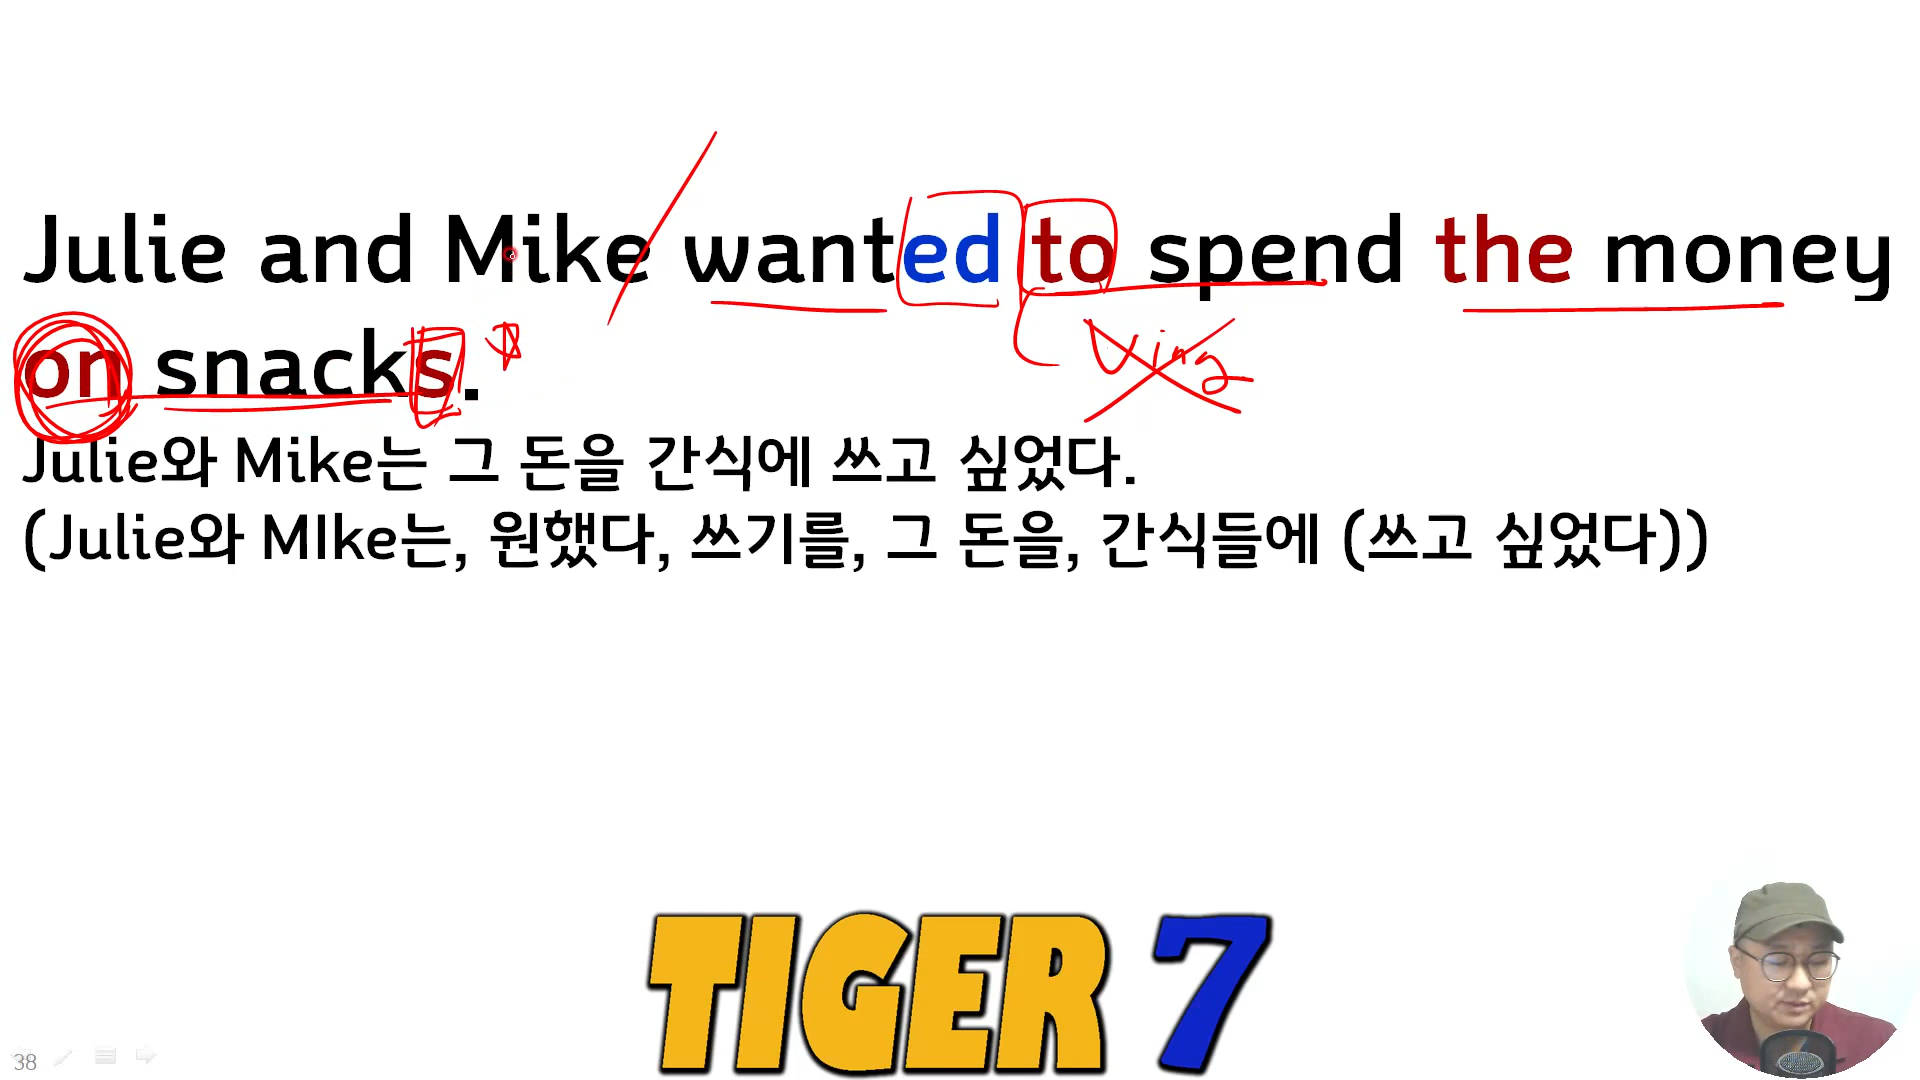 Julie and Mike wanted to spend the money
on snacks.
Ving
Julie와 Mike는 그 돈을 간식에 쓰고 싶었다.
(Julie와 MIke는, 원했다, 쓰기를, 그 돈을, 간식들에 (쓰고 싶었다))
TIGER 7
38